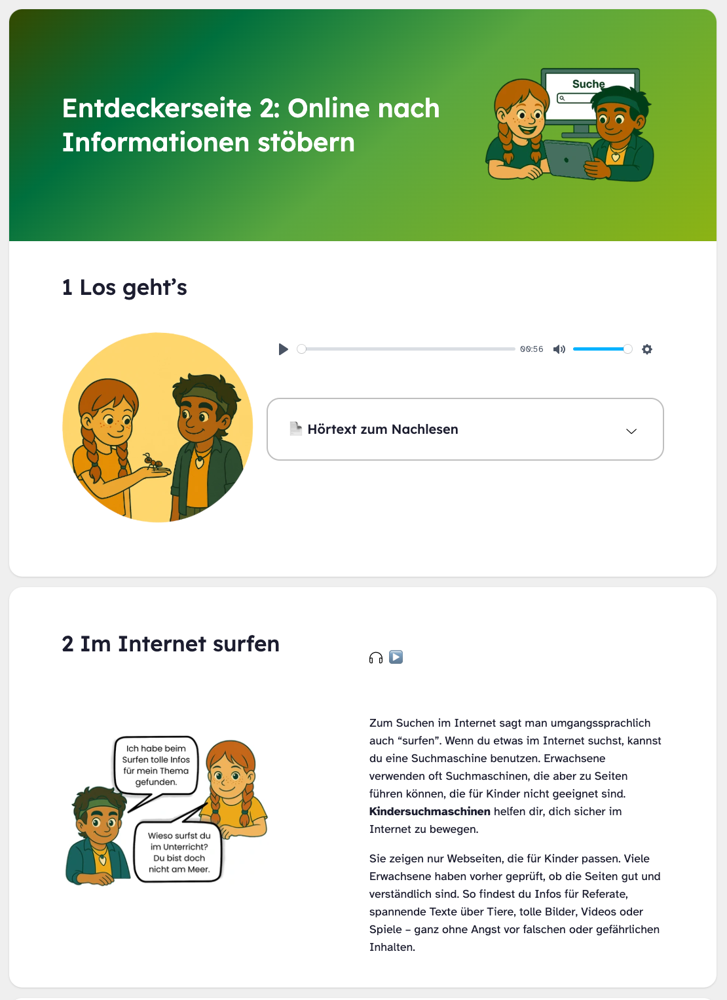 Entdeckerseite 2: Online nach
Informationen stöbern
Suche
1 Los geht’s
00:56
Hörtext zum Nachlesen
2 Im Internet surfen
Ich habe beim
Surfen tolle Infos
für mein Thema
gefunden.
Wieso surfst du
im Unterricht?
Du bist doch
nicht am Meer.
Zum Suchen im Internet sagt man umgangssprachlich
auch “surfen”. Wenn du etwas im Internet suchst, kannst
du eine Suchmaschine benutzen. Erwachsene
verwenden oft Suchmaschinen, die aber zu Seiten
führen können, die für Kinder nicht geeignet sind.
Kindersuchmaschinen helfen dir, dich sicher im
Internet zu bewegen.
Sie zeigen nur Webseiten, die für Kinder passen. Viele
Erwachsene haben vorher geprüft, ob die Seiten gut und
verständlich sind. So findest du Infos für Referate,
spannende Texte über Tiere, tolle Bilder, Videos oder
Spiele – ganz ohne Angst vor falschen oder gefährlichen
Inhalten.